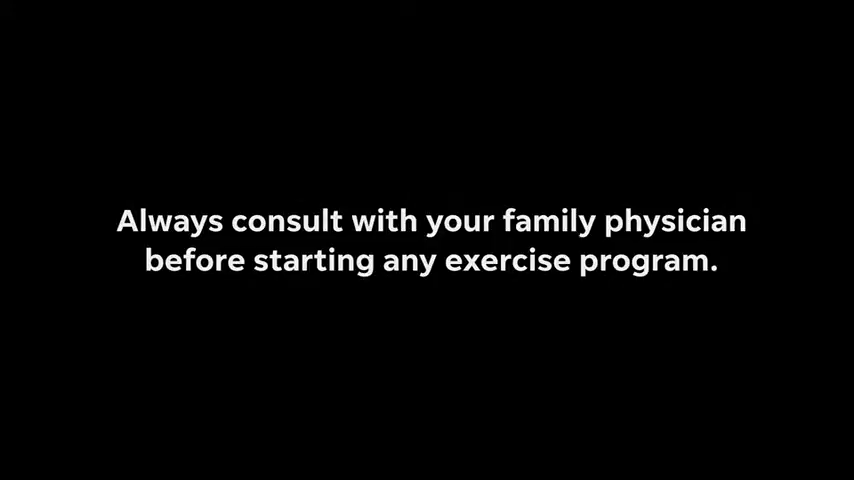 Always consult with your family physician
before starting any exercise program.